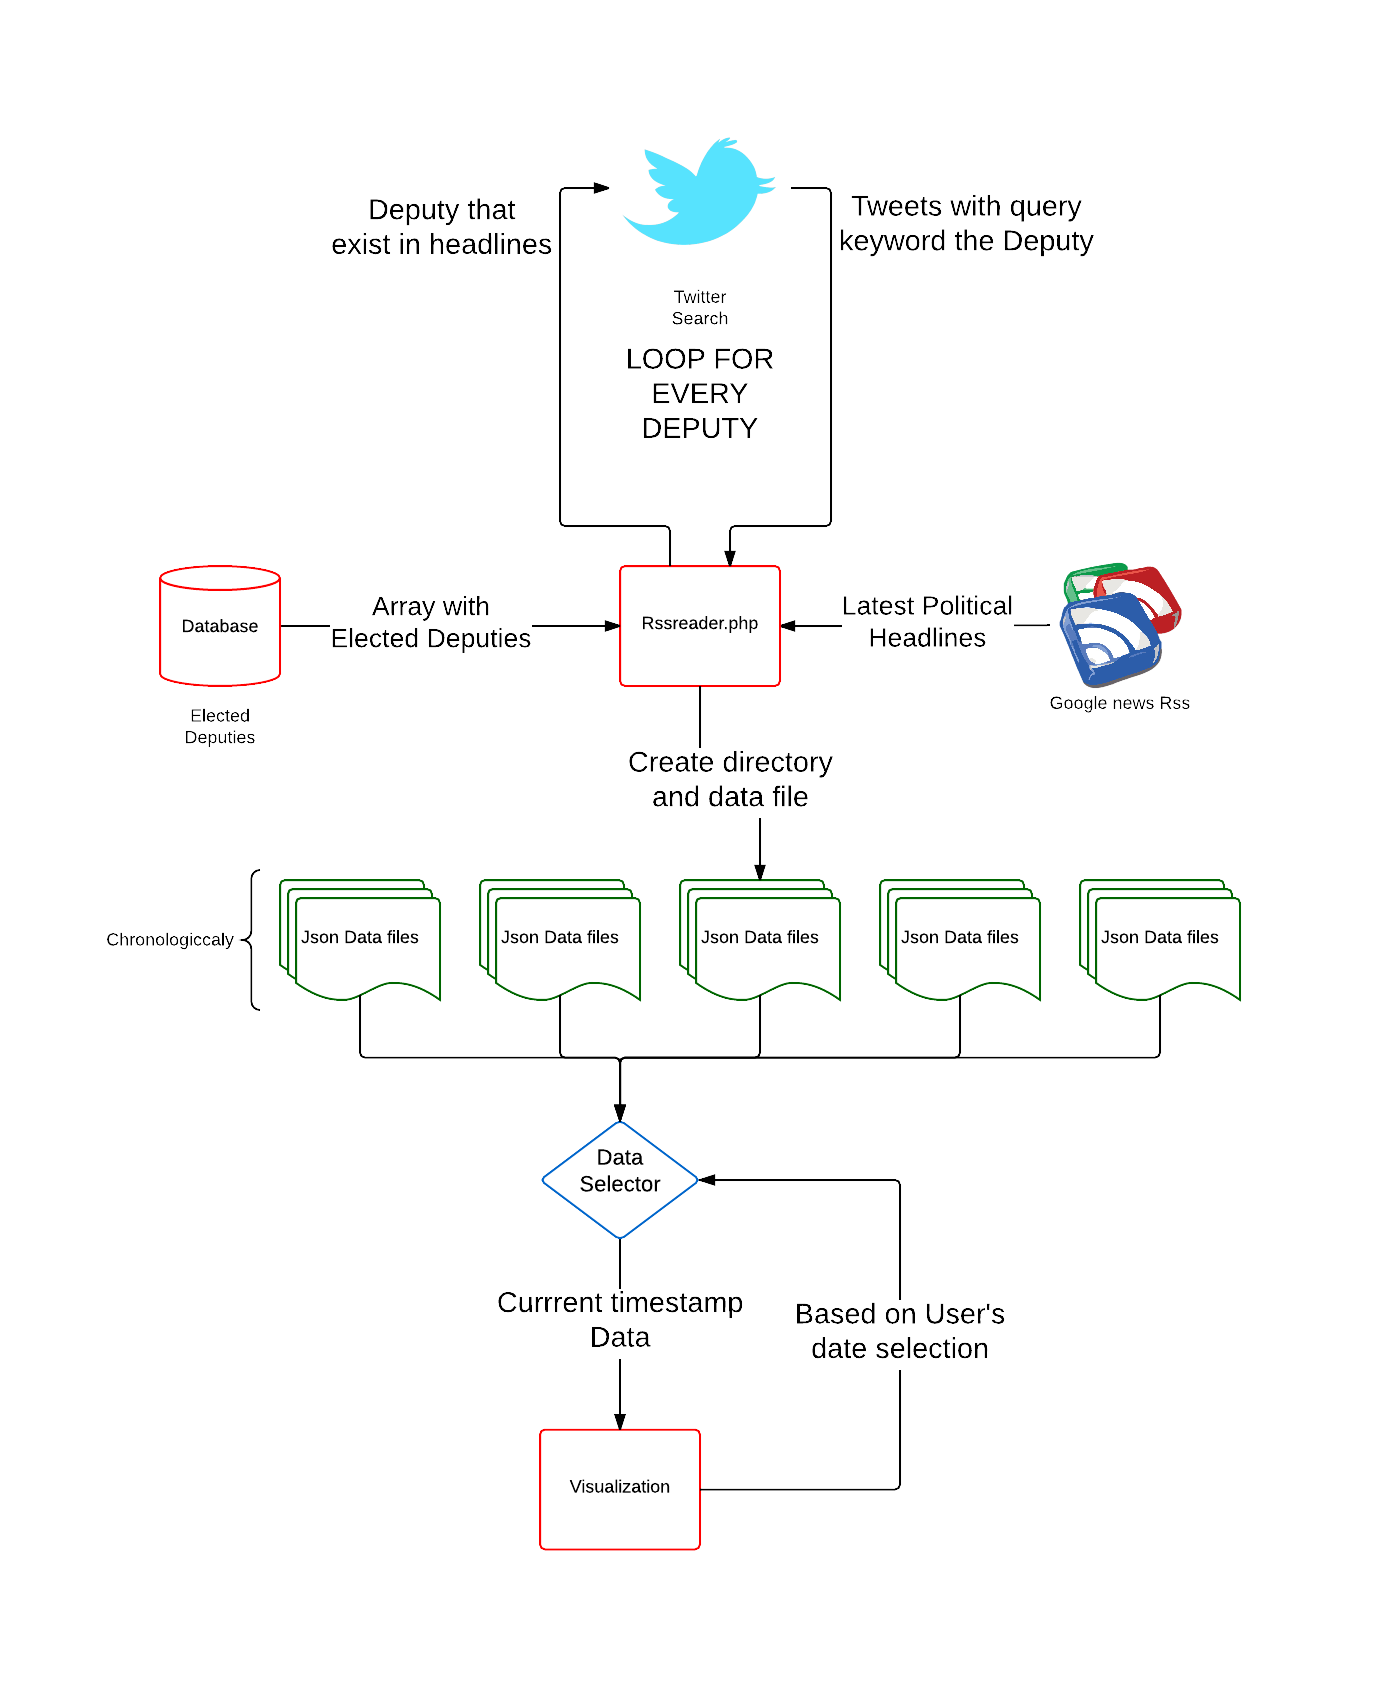 Deputy that
exist in headlines
Tweets with query
keyword the Deputy
Twitter
Search
LOOP FOR
EVERY
DEPUTY
Database
Array with
Elected Deputies
Rssreader.php
Latest Political
Headlines
Elected
Deputies
Google news Rss
Create directory
and data file
Chronologiccaly
Json Data files
Json Data files
Json Data files
Json Data files
Json Data files
Data
Selector
Currrent timestamp
Data
Based on User's
date selection
Visualization